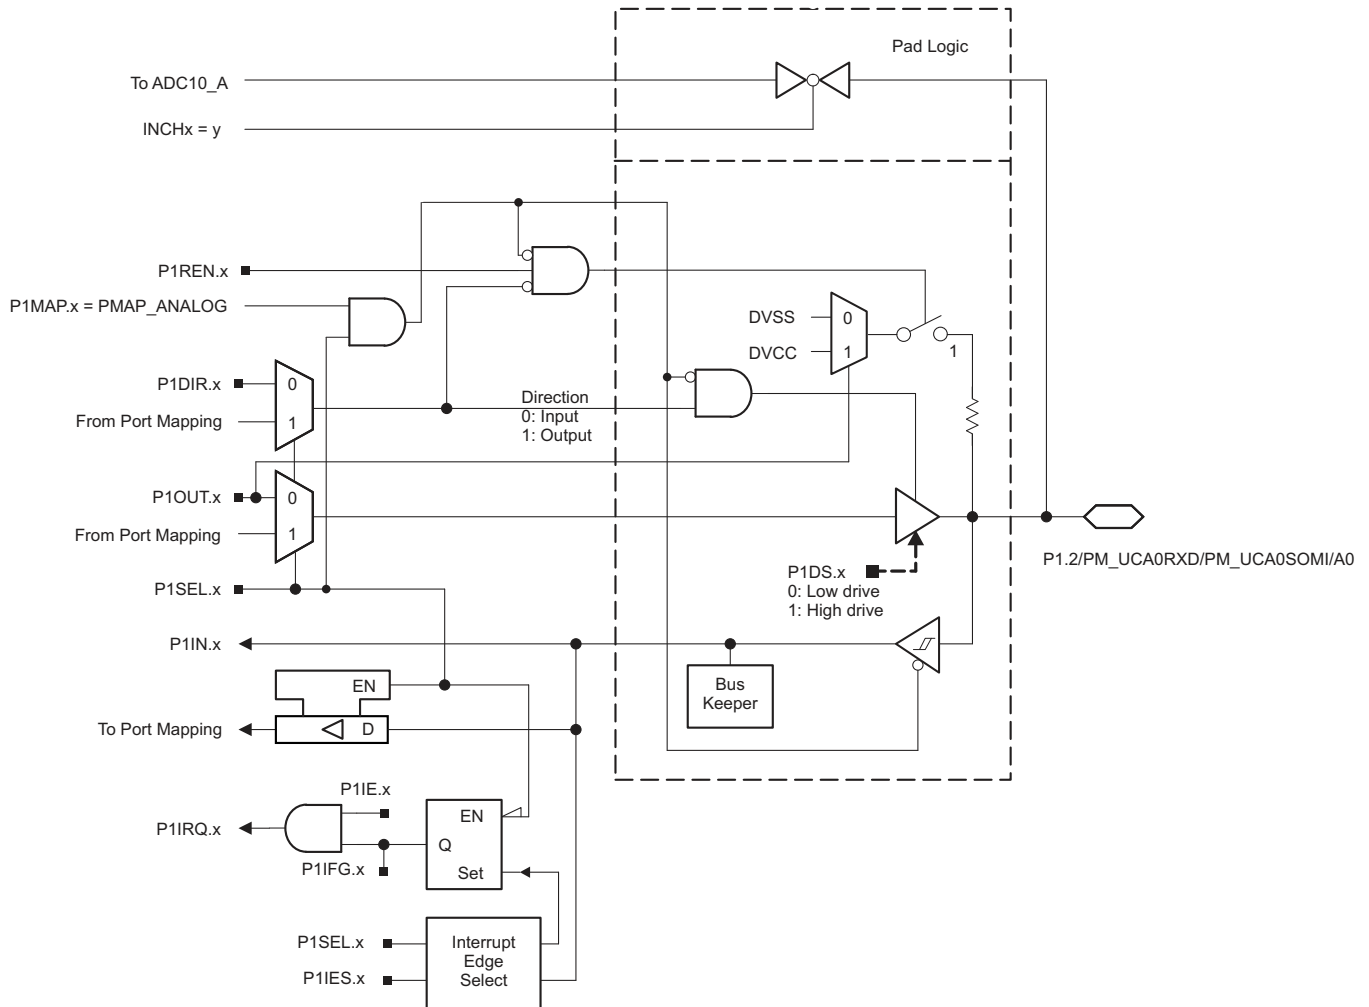 Pad Logic
To ADC10_A
INCHx = y
P1REN.x
P1MAP.x = PMAP_ANALOG
DVSS
0
DVCC
1
1
P1DIR.x
0
From Port Mapping
1
Direction
0: Input
1: Output
P1OUT.x
0
From Port Mapping
1
P1DS.x
0: Low drive
1: High drive
P1.2/PM_UCA0RXD/PM_UCA0SOMI/A0
P1SEL.x
P1IN.x
EN
Bus
Keeper
To Port Mapping
D
P1IE.x
P1IRQ.x
EN
Q
P1IFG.x
Set
P1SEL.x
P1IES.x
Interrupt
Edge
Select